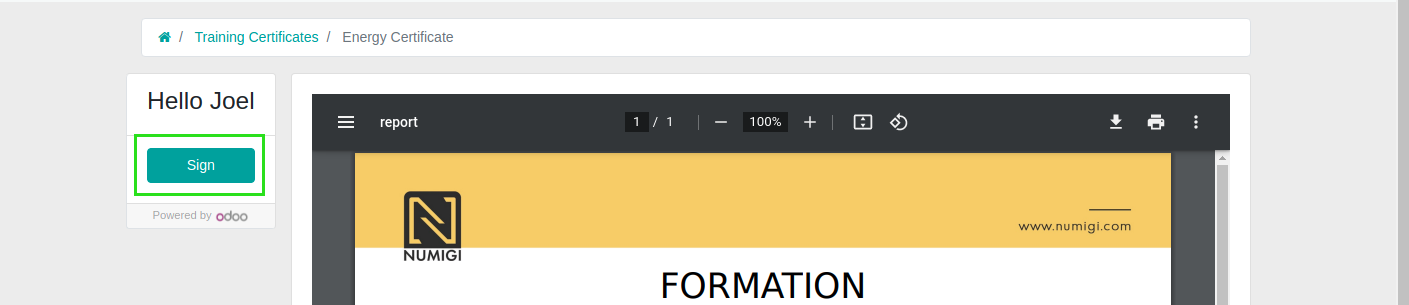 / Training Certificates / Energy Certificate
Hello Joel
Sign
Powered by odoo
report
1 / 1
100%
NUMIGI
www.numigi.com
FORMATION